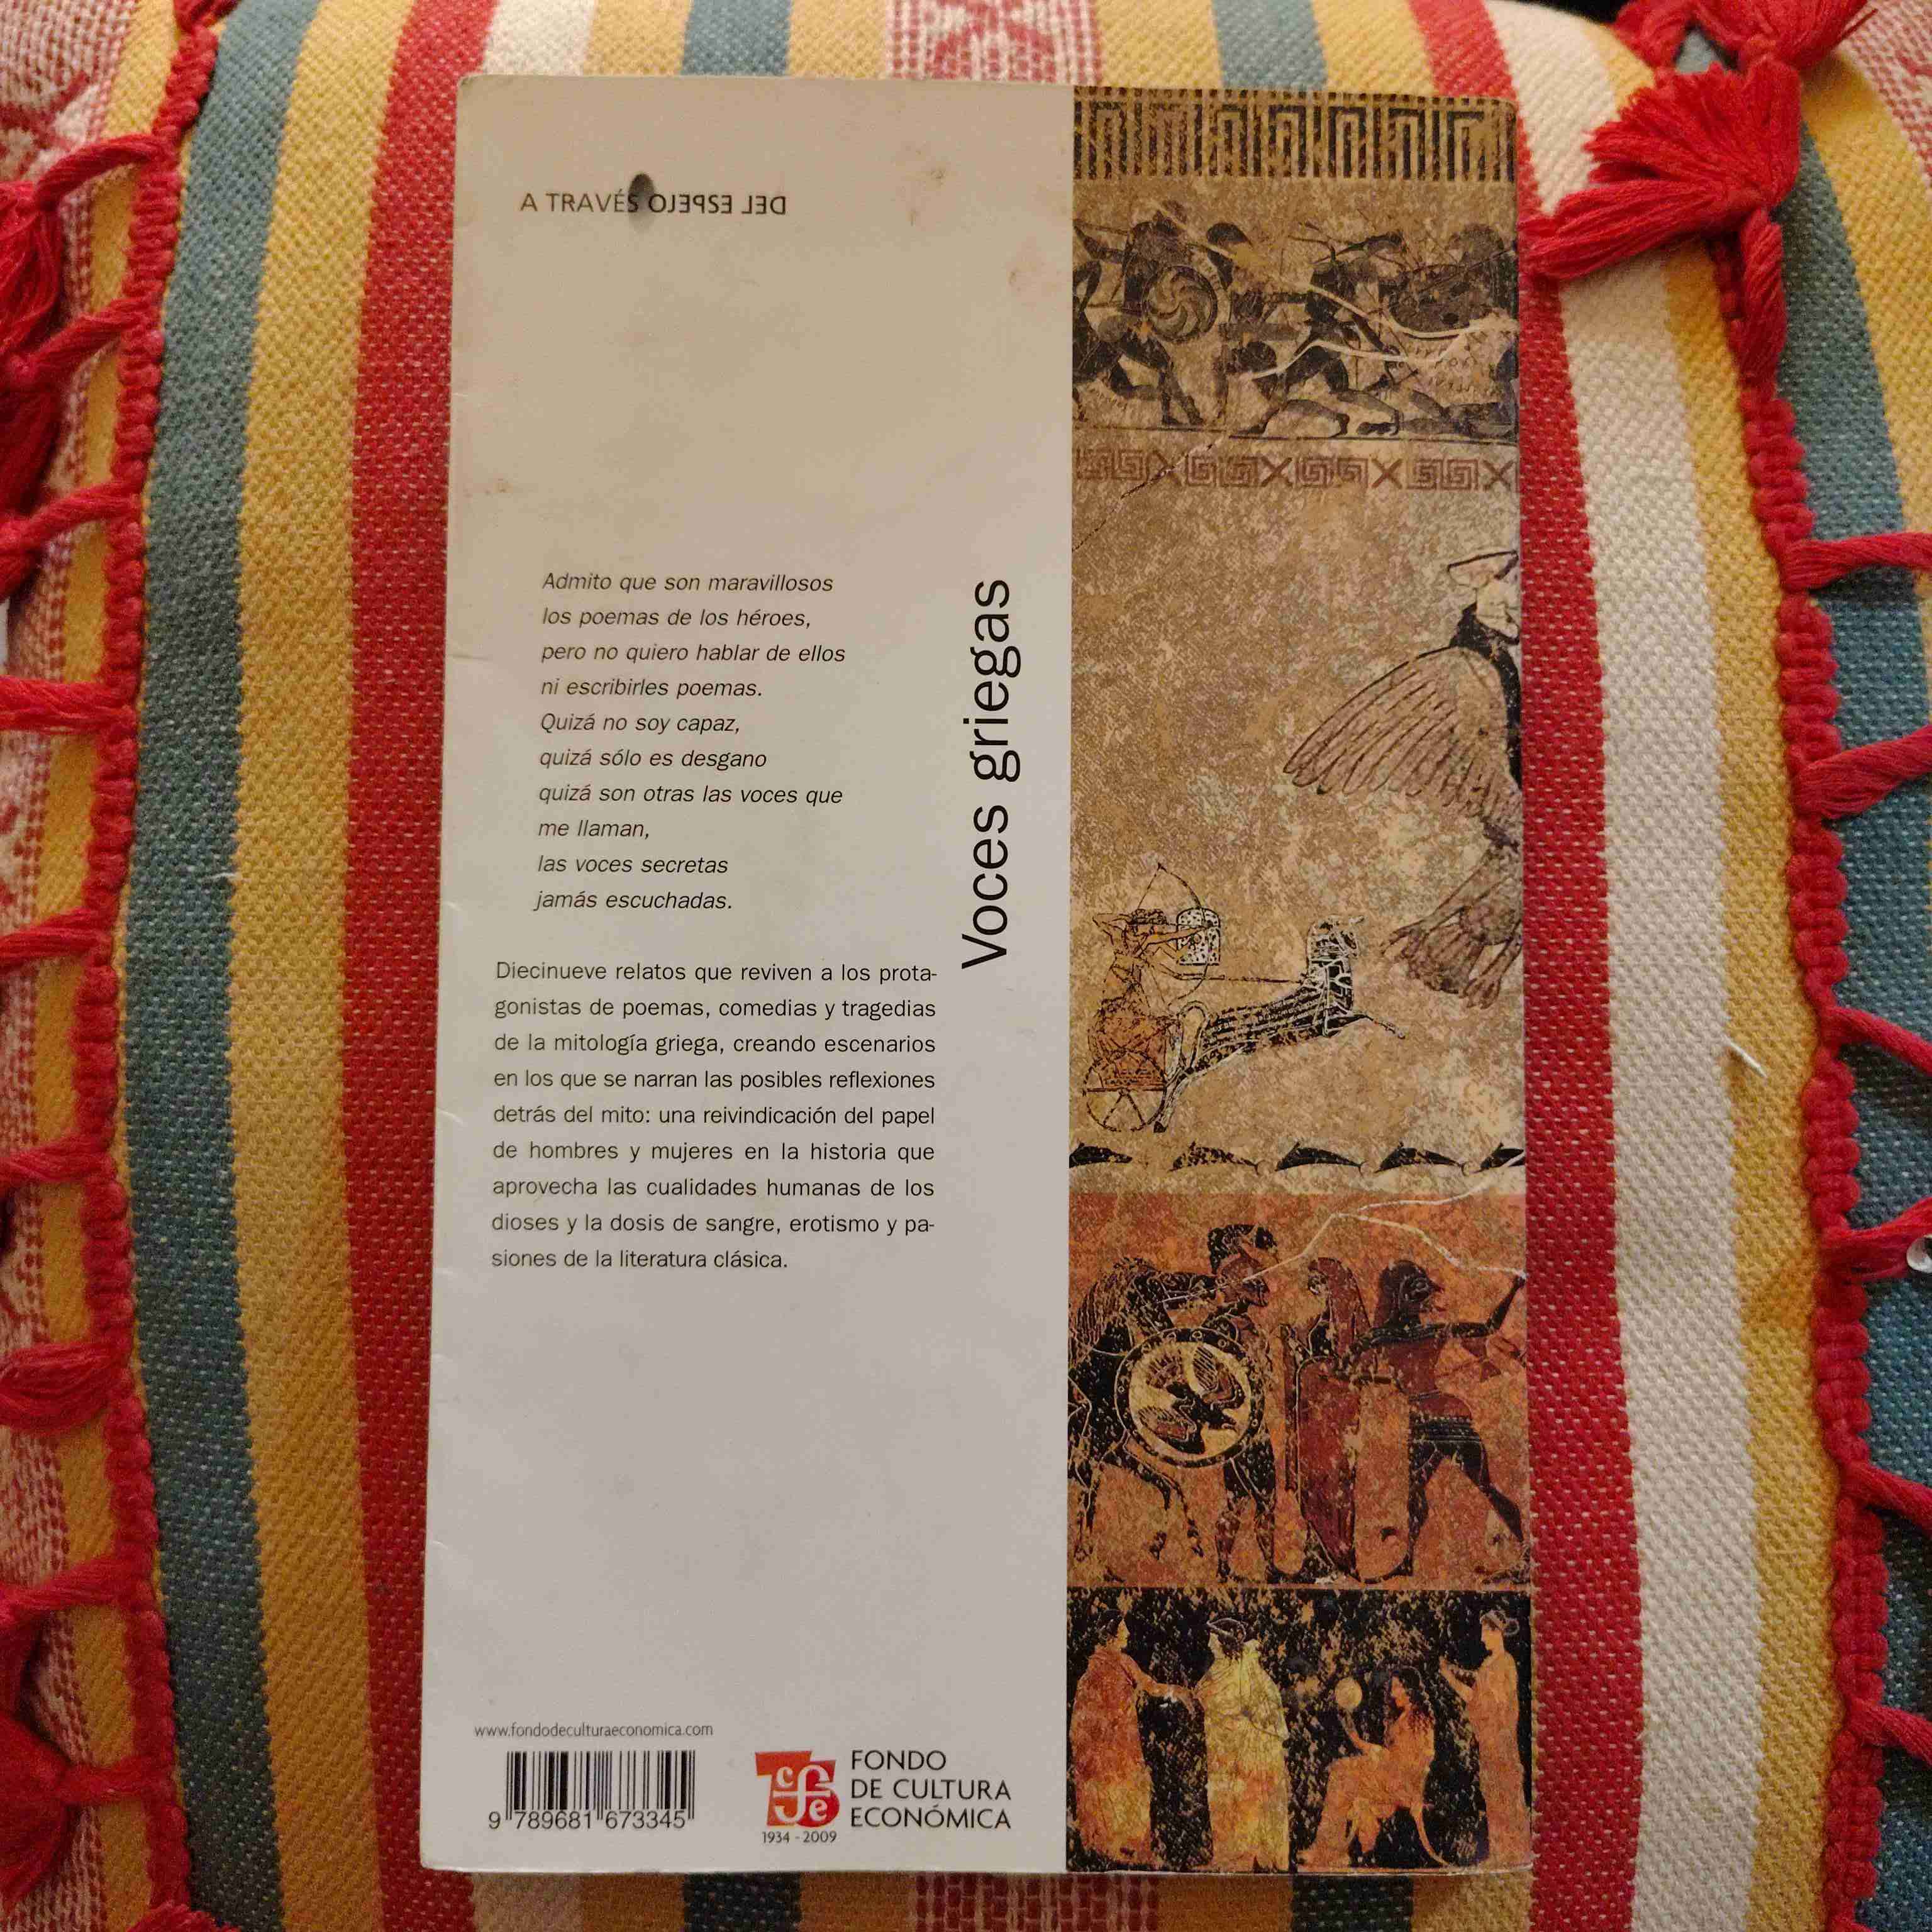 A TRAVÉS DEL ESPEJO
Admito que son maravillosos
los poemas de los héroes,
pero no quiero hablar de ellos
ni escribirles poemas.
Quizá no soy capaz,
quizá sólo es desgano
quizá son otras las voces que
me llaman,
las voces secretas
jamás escuchadas.
Voces griegas
Diecinueve relatos que reviven a los prota-
gonistas de poemas, comedias y tragedias
de la mitología griega, creando escenarios
en los que se narran las posibles reflexiones
detrás del mito: una reivindicación del papel
de hombres y mujeres en la historia que
aprovecha las cualidades humanas de los
dioses y la dosis de sangre, erotismo y pa-
siones de la literatura clásica.
www.fondodeculturaeconomica.com
9 789681 673345
75
cfe
1934 - 2009
FONDO
DE CULTURA
ECONÓMICA